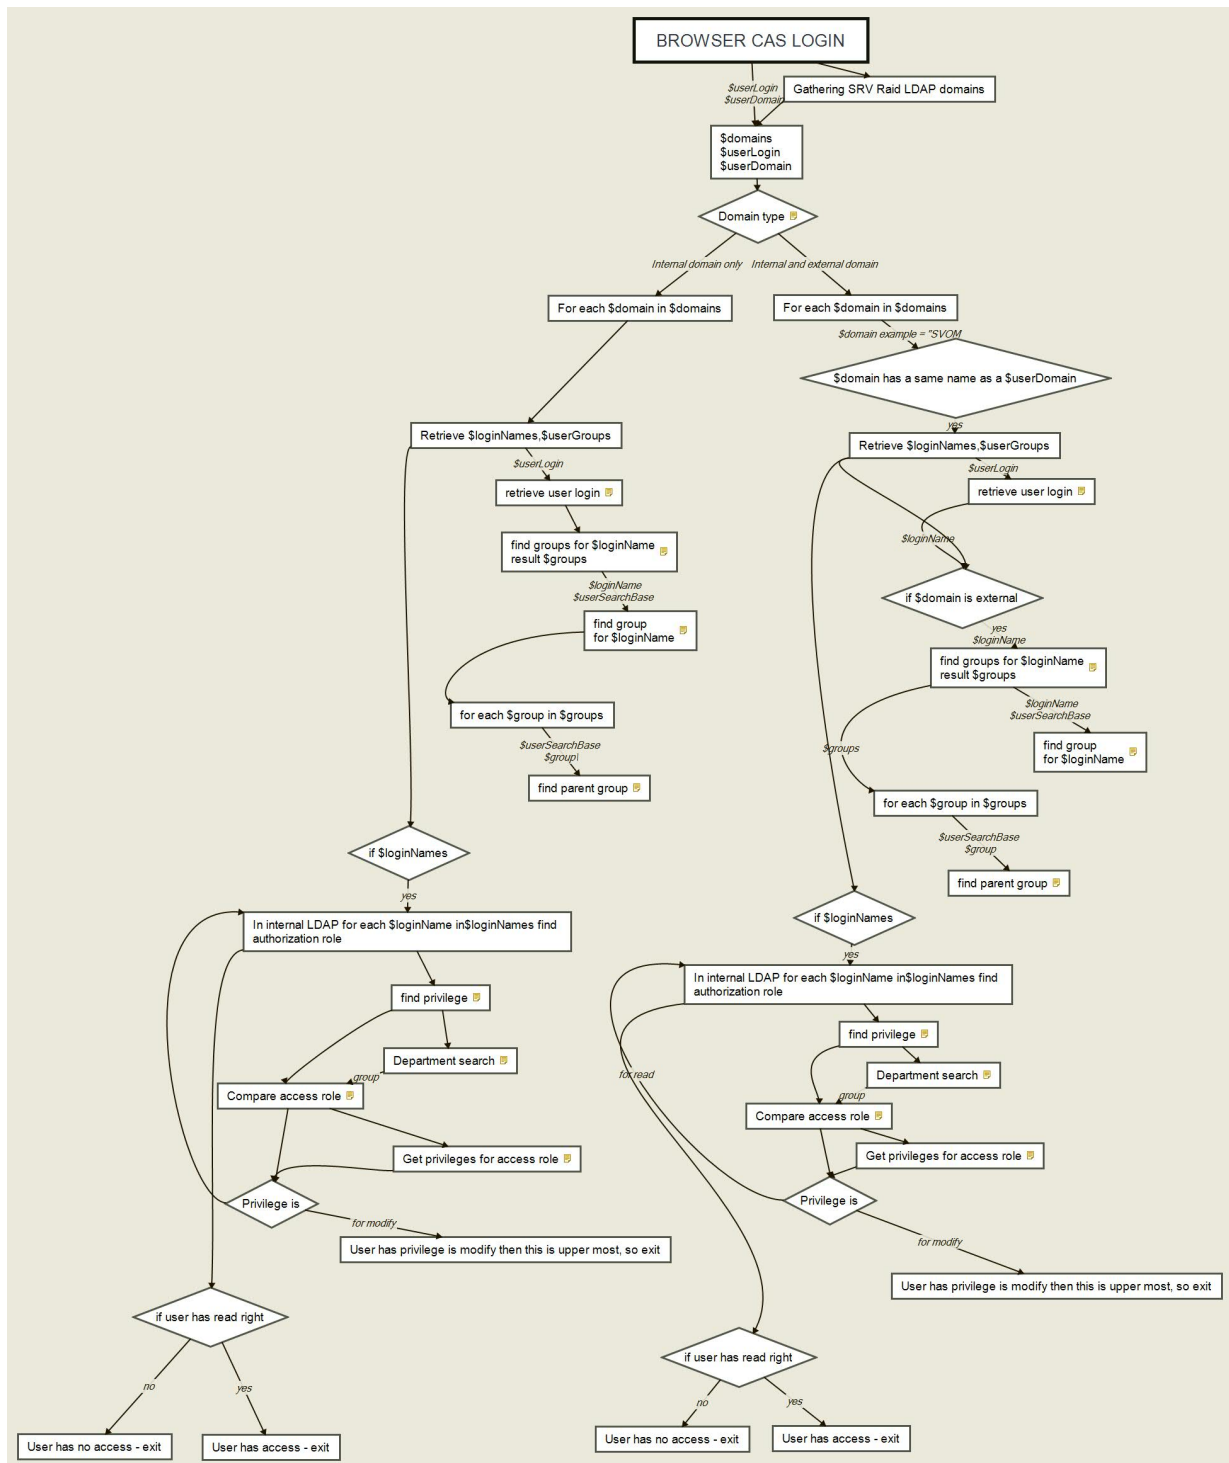 BROWSER CAS LOGIN
$userLogin
$userDomain
Gathering SRV Raid LDAP domains
$domains
$userLogin
$userDomain
Domain type
Internal domain only
Internal and external domain
For each $domain in $domains
For each $domain in $domains
$domain example = "SVOM
$domain has a same name as a $userDomain
yes
Retrieve $loginNames,$userGroups
$userLogin
retrieve user login
find groups for $loginName
result $groups
$loginName
$userSearchBase
find group
for $loginName
for each $group in $groups
$userSearchBase
$group\
find parent group
if $loginNames
yes
In internal LDAP for each $loginName in$loginNames find
authorization role
find privilege
Department search
group
Compare access role
Get privileges for access role
Privilege is
for modify
User has privilege is modify then this is upper most, so exit
if user has read right
no
yes
User has no access - exit
User has access - exit
Retrieve $loginNames,$userGroups
$userLogin
retrieve user login
$loginName
if $domain is external
yes
$loginName
find groups for $loginName
result $groups
$loginName
$userSearchBase
find group
for $loginName
$groups
for each $group in $groups
$userSearchBase
$group
find parent group
if $loginNames
yes
In internal LDAP for each $loginName in$loginNames find
authorization role
find privilege
for read
Department search
group
Compare access role
Get privileges for access role
Privilege is
for modify
User has privilege is modify then this is upper most, so exit
if user has read right
no
yes
User has no access - exit
User has access - exit